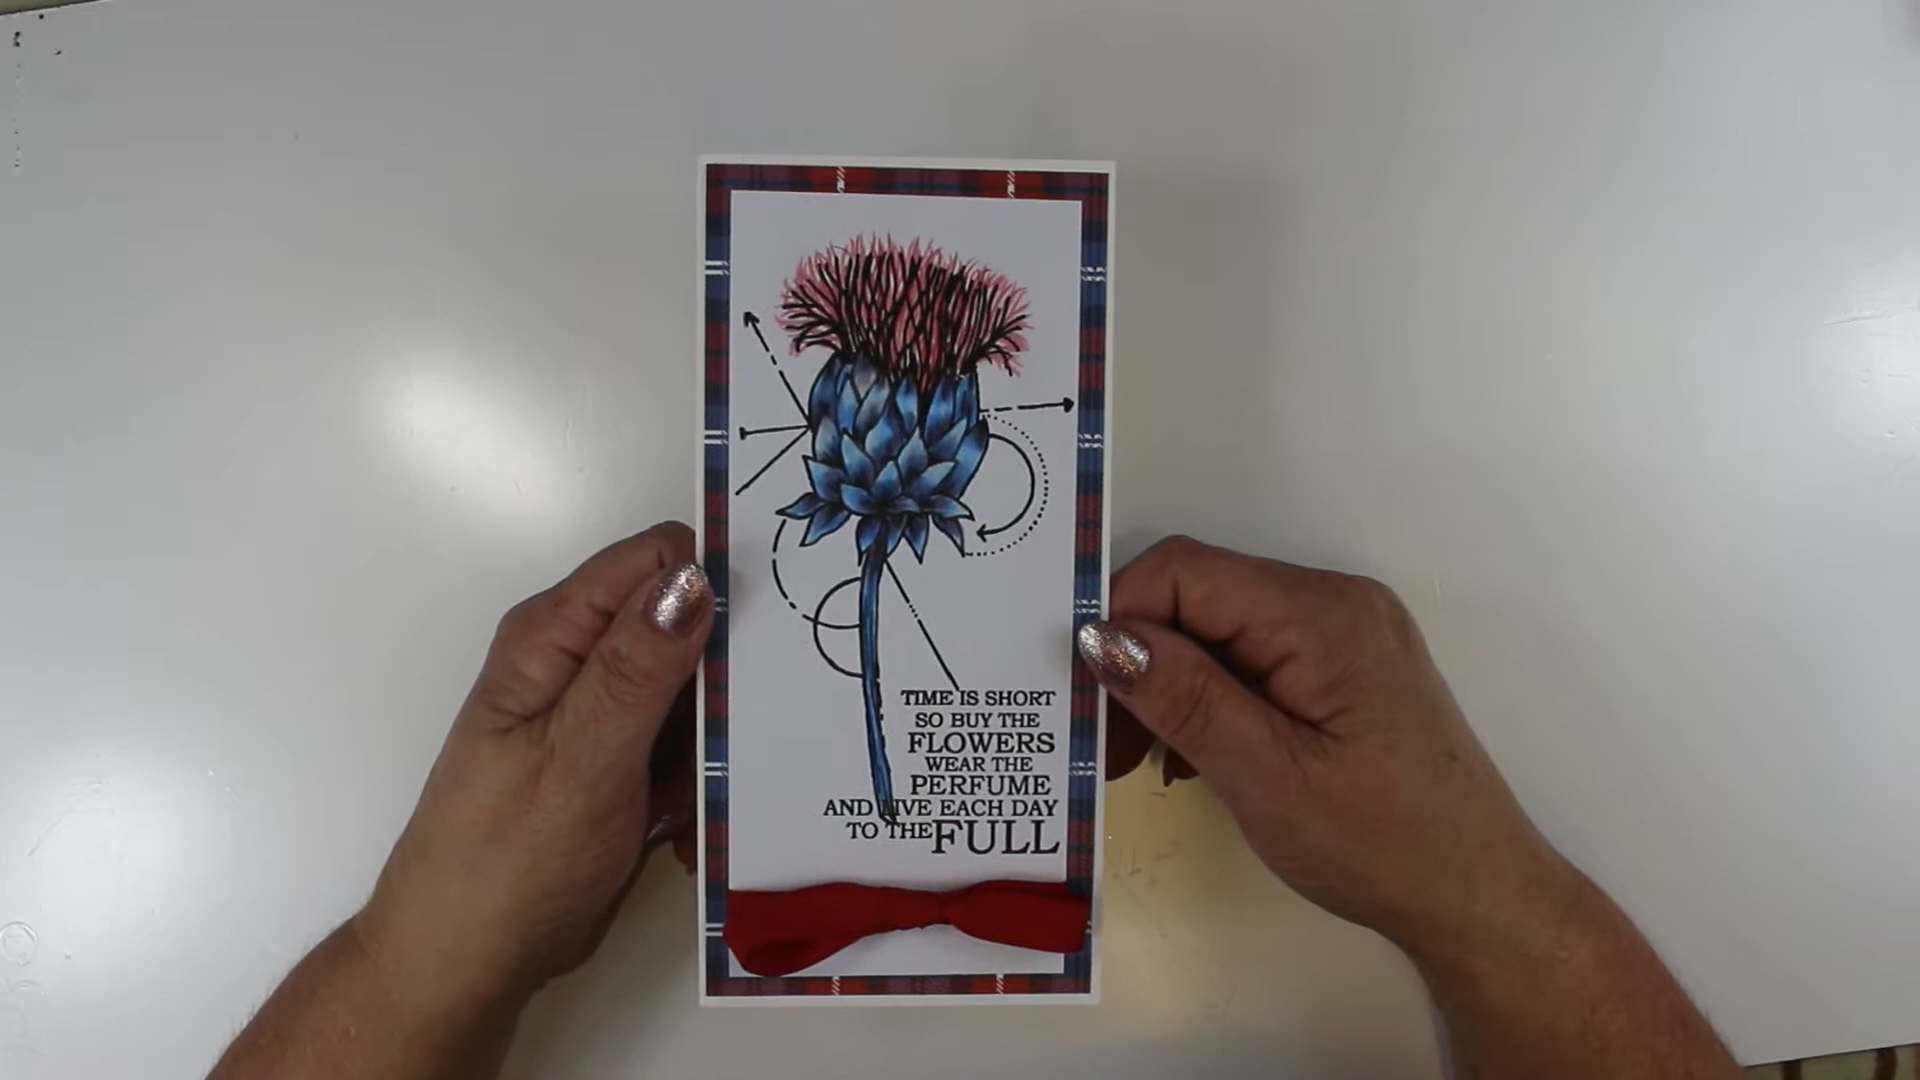 TIME IS SHORT
SO BUY THE
FLOWERS
WEAR THE
PERFUME
AND LIVE EACH DAY
TO THE FULL